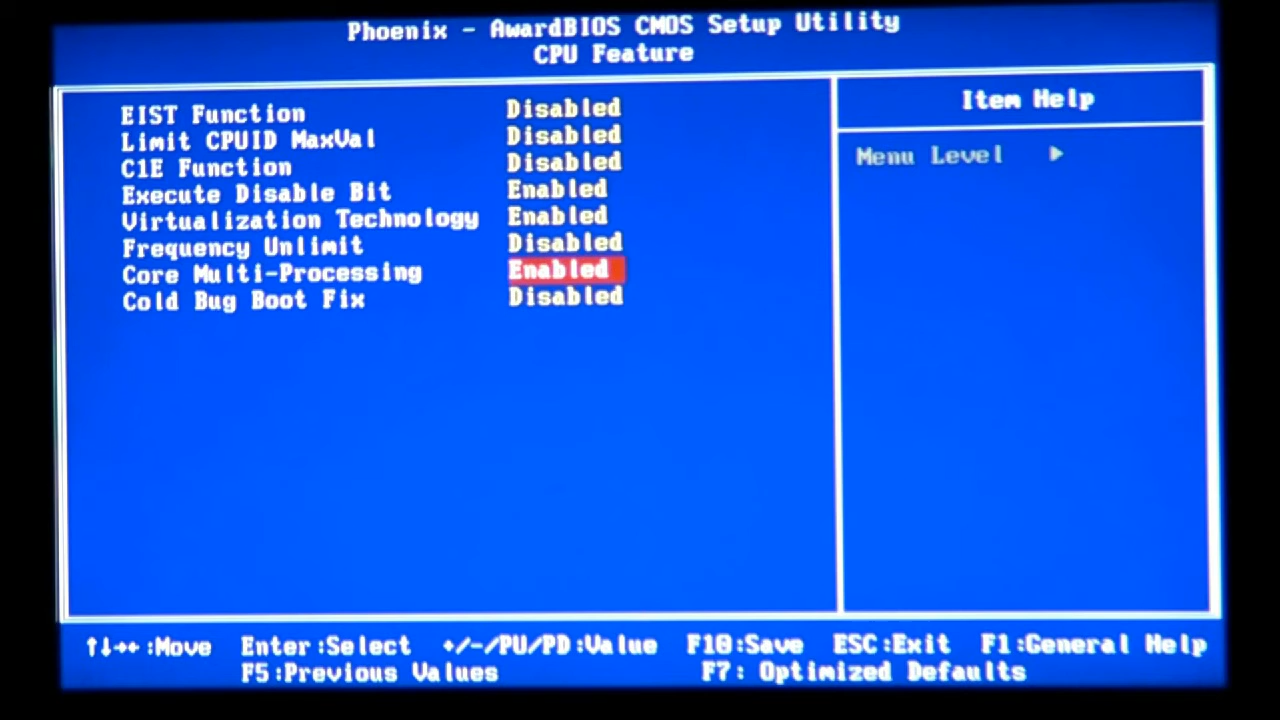 Phoenix - AwardBIOS CMOS Setup Utility
CPU Feature
EIST Function Disabled
Limit CPUID MaxVal Disabled
C1E Function Disabled
Execute Disable Bit Enabled
Virtualization Technology Enabled
Frequency Unlimit Disabled
Core Multi-Processing Enabled
Cold Bug Boot Fix Disabled
Item Help
Menu Level ▶
↑↓→←:Move Enter:Select +/-/PU/PD:Value F10:Save ESC:Exit F1:General Help
F5:Previous Values F7: Optimized Defaults